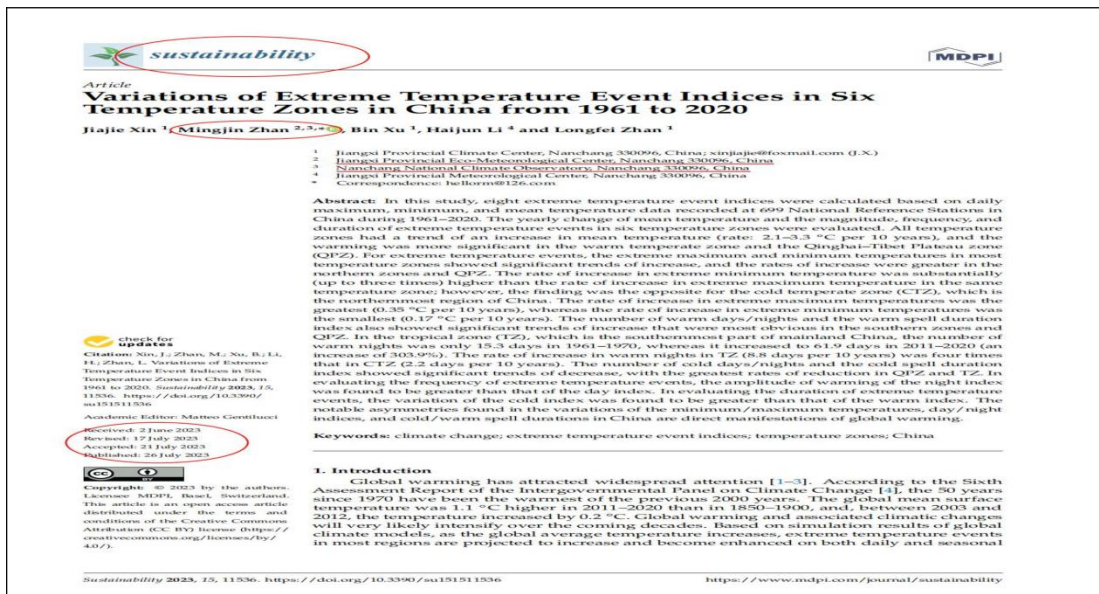 sustainability
MDPI
Article
Variations of Extreme Temperature Event Indices in Six
Temperature Zones in China from 1961 to 2020
Jiajie Xin 1, Mingjin Zhan 2,3,*, Bin Xu 1, Haijun Li 4 and Longfei Zhan 1
1 Jiangxi Provincial Climate Center, Nanchang 330096, China; xinjiajie@foxmail.com (J.X.)
2 Jiangxi Provincial Eco-Meteorological Center, Nanchang 330096, China
3 Nanchang National Climate Observatory, Nanchang 330096, China
4 Jiangxi Provincial Meteorological Center, Nanchang 330096, China
* Correspondence: hellorm@126.com
Abstract: In this study, eight extreme temperature event indices were calculated based on daily
maximum, minimum, and mean temperature data recorded at 699 National Reference Stations in
China during 1961–2020. The yearly change of mean temperature and the magnitude, frequency, and
duration of extreme temperature events in six temperature zones were evaluated. All temperature
zones had a trend of an increase in mean temperature (rate: 2.1–3.3 °C per 10 years), and the
warming was more significant in the warm temperate zone and the Qinghai–Tibet Plateau zone
(QPZ). For extreme temperature events, the extreme maximum and minimum temperatures in most
temperature zones showed significant trends of increase, and the rates of increase were greater in the
northern zones and QPZ. The rate of increase in extreme minimum temperature was substantially
(up to three times) higher than the rate of increase in extreme maximum temperature in the same
temperature zone; however, the finding was the opposite for the cold temperate zone (CTZ), which is
the northernmost region of China. The rate of increase in extreme maximum temperatures was the
greatest (0.35 °C per 10 years), whereas the rate of increase in extreme minimum temperatures was
the smallest (0.17 °C per 10 years). The number of warm days/nights and the warm spell duration
index also showed significant trends of increase that were most obvious in the southern zones and
QPZ. In the tropical zone (TZ), which is the southernmost part of mainland China, the number of
warm nights was only 15.3 days in 1961–1970, whereas it increased to 61.9 days in 2011–2020 (an
increase of 303.9%). The rate of increase in warm nights in TZ (8.8 days per 10 years) was four times
that in CTZ (2.2 days per 10 years). The number of cold days/nights and the cold spell duration
index showed significant trends of decrease, with the greatest rates of reduction in QPZ and TZ. In
evaluating the frequency of extreme temperature events, the amplitude of warming of the night index
was found to be greater than that of the day index. In evaluating the duration of extreme temperature
events, the variation of the cold index was found to be greater than that of the warm index. The
notable asymmetries found in the variations of the minimum/maximum temperatures, day/night
indices, and cold/warm spell durations in China are direct manifestations of global warming.
Keywords: climate change; extreme temperature event indices; temperature zones; China
check for
updates
Citation: Xin, J.; Zhan, M.; Xu, B.; Li,
H.; Zhan, L. Variations of Extreme
Temperature Event Indices in Six
Temperature Zones in China from
1961 to 2020. Sustainability 2023, 15,
11536. https://doi.org/10.3390/
su151511536
Academic Editor: Matteo Gentilucci
Received: 2 June 2023
Revised: 17 July 2023
Accepted: 21 July 2023
Published: 26 July 2023
CC BY
Copyright: © 2023 by the authors.
Licensee MDPI, Basel, Switzerland.
This article is an open access article
distributed under the terms and
conditions of the Creative Commons
Attribution (CC BY) license (https://
creativecommons.org/licenses/by/
4.0/).
1. Introduction
Global warming has attracted widespread attention [1–3]. According to the Sixth
Assessment Report of the Intergovernmental Panel on Climate Change [4], the 50 years
since 1970 have been the warmest of the previous 2000 years. The global mean surface
temperature was 1.1 °C higher in 2011–2020 than in 1850–1900, and, between 2003 and
2012, the temperature increased by 0.2 °C. Global warming and associated climatic changes
will very likely intensify over the coming decades. Based on simulation results of global
climate models, as the global average temperature increases, extreme temperature events
in most regions are projected to increase and become enhanced on both daily and seasonal
Sustainability 2023, 15, 11536. https://doi.org/10.3390/su151511536
https://www.mdpi.com/journal/sustainability